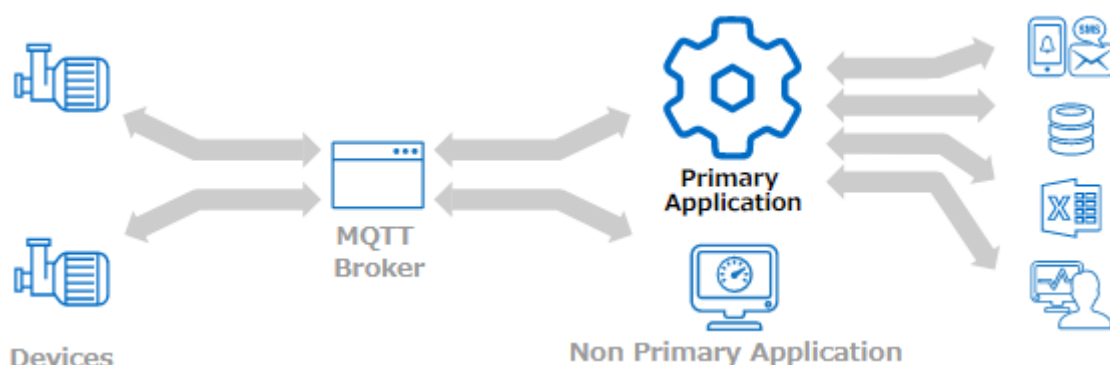 SMS
Primary
Application
MQTT
Broker
X
Non Primary Application
Devices